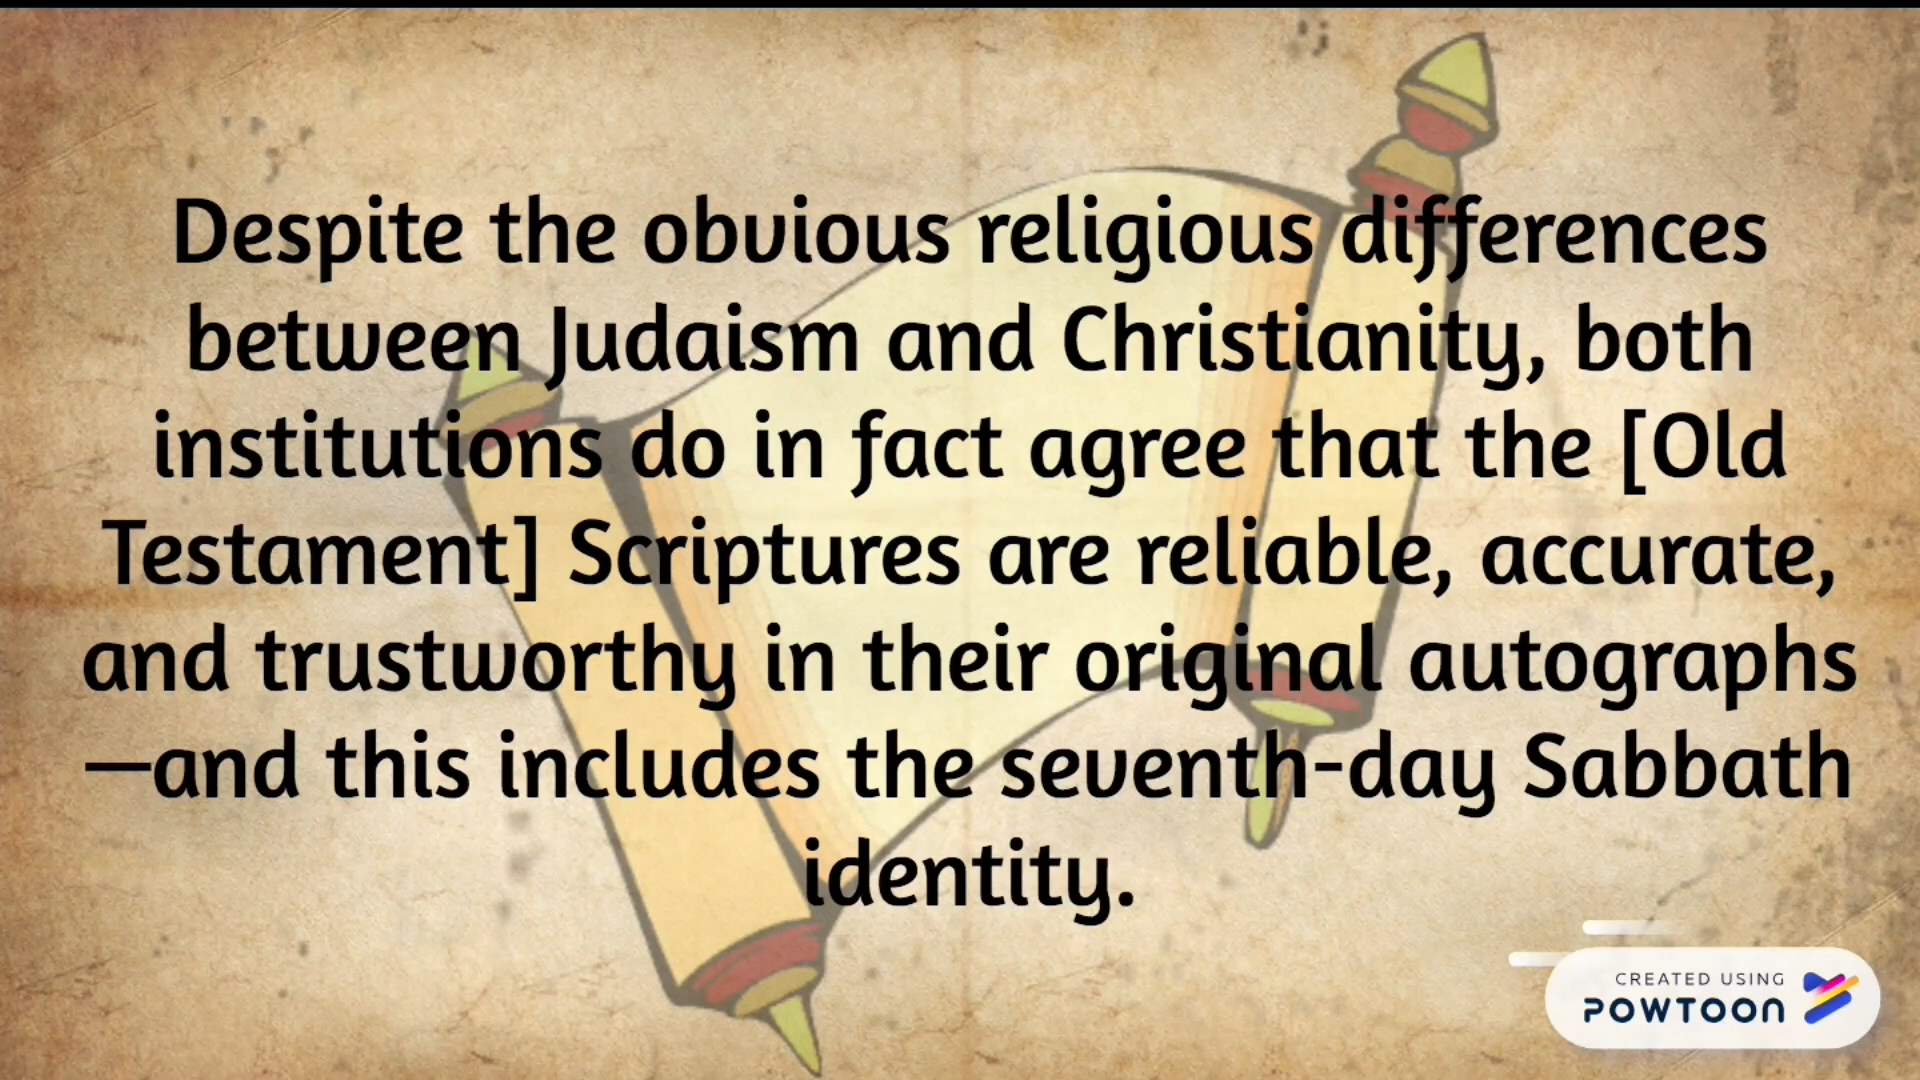 Despite the obvious religious differences
between Judaism and Christianity, both
institutions do in fact agree that the [Old
Testament] Scriptures are reliable, accurate,
and trustworthy in their original autographs
—and this includes the seventh-day Sabbath
identity.
CREATED USING
POWTOON